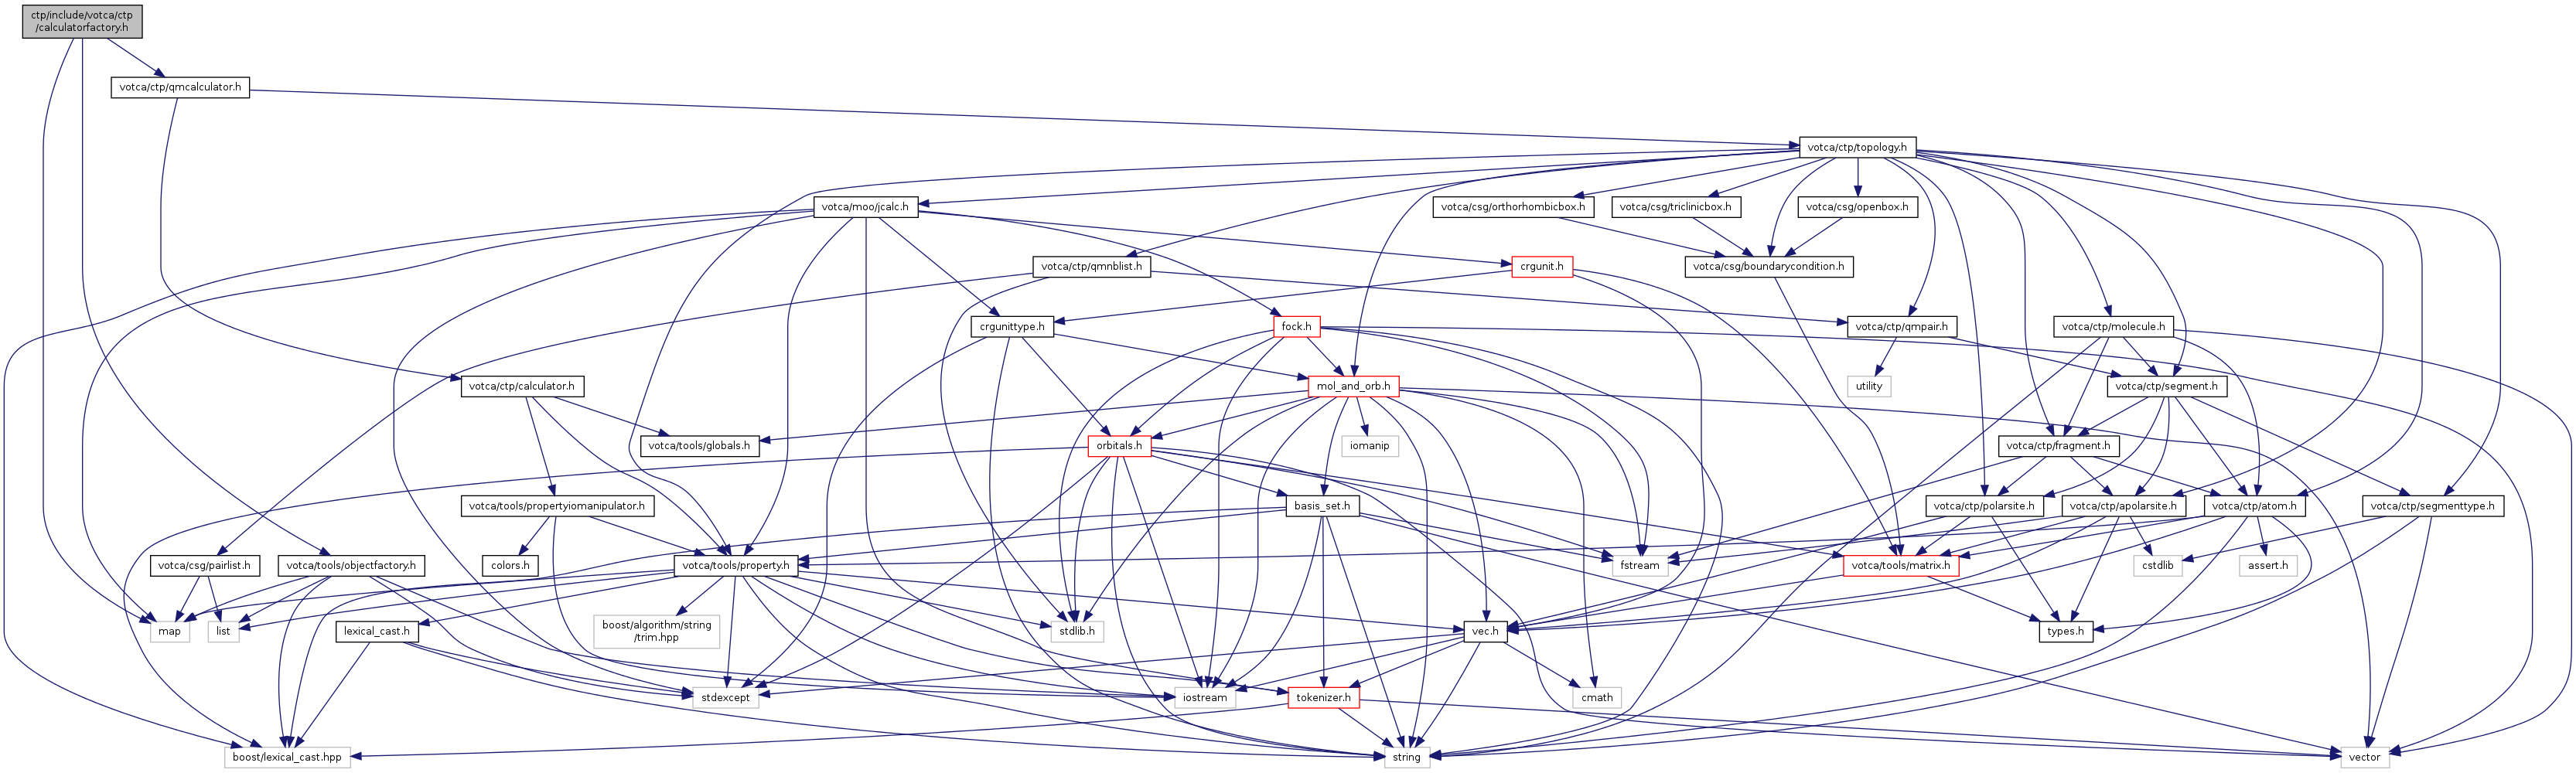 ctp/include/votca/ctp
/calculatorfactory.h
votca/ctp/qmcalculator.h
votca/ctp/topology.h
votca/moo/jcalc.h
votca/csg/orthorhombicbox.h
votca/csg/triclinicbox.h
votca/csg/openbox.h
votca/ctp/qmnblist.h
crgunit.h
votca/csg/boundarycondition.h
crgunittype.h
fock.h
votca/ctp/qmpair.h
votca/ctp/molecule.h
votca/ctp/calculator.h
mol_and_orb.h
utility
votca/ctp/segment.h
votca/tools/globals.h
orbitals.h
iomanip
votca/ctp/fragment.h
votca/tools/propertyiomanipulator.h
basis_set.h
votca/ctp/polarsite.h
votca/ctp/apolarsite.h
votca/ctp/atom.h
votca/ctp/segmenttype.h
votca/csg/pairlist.h
votca/tools/objectfactory.h
colors.h
votca/tools/property.h
fstream
votca/tools/matrix.h
cstdlib
assert.h
map
list
lexical_cast.h
boost/algorithm/string
/trim.hpp
stdlib.h
vec.h
types.h
stdexcept
iostream
tokenizer.h
cmath
boost/lexical_cast.hpp
string
vector